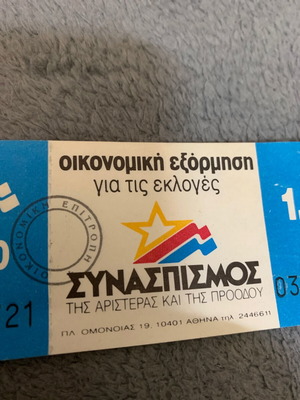 οικονομική εξόρμηση
για τις εκλογές
ΟΙΚΟΝΟΜΙΚΗ ΕΠΙΤΡΟΠΗ
ΣΥΝΑΣΠΙΣΜΟΣ
ΤΗΣ ΑΡΙΣΤΕΡΑΣ ΚΑΙ ΤΗΣ ΠΡΟΟΔΟΥ
21
03
ΠΛ. ΟΜΟΝΟΙΑΣ 19, 10401 ΑΘΗΝΑ τηλ. 2446611